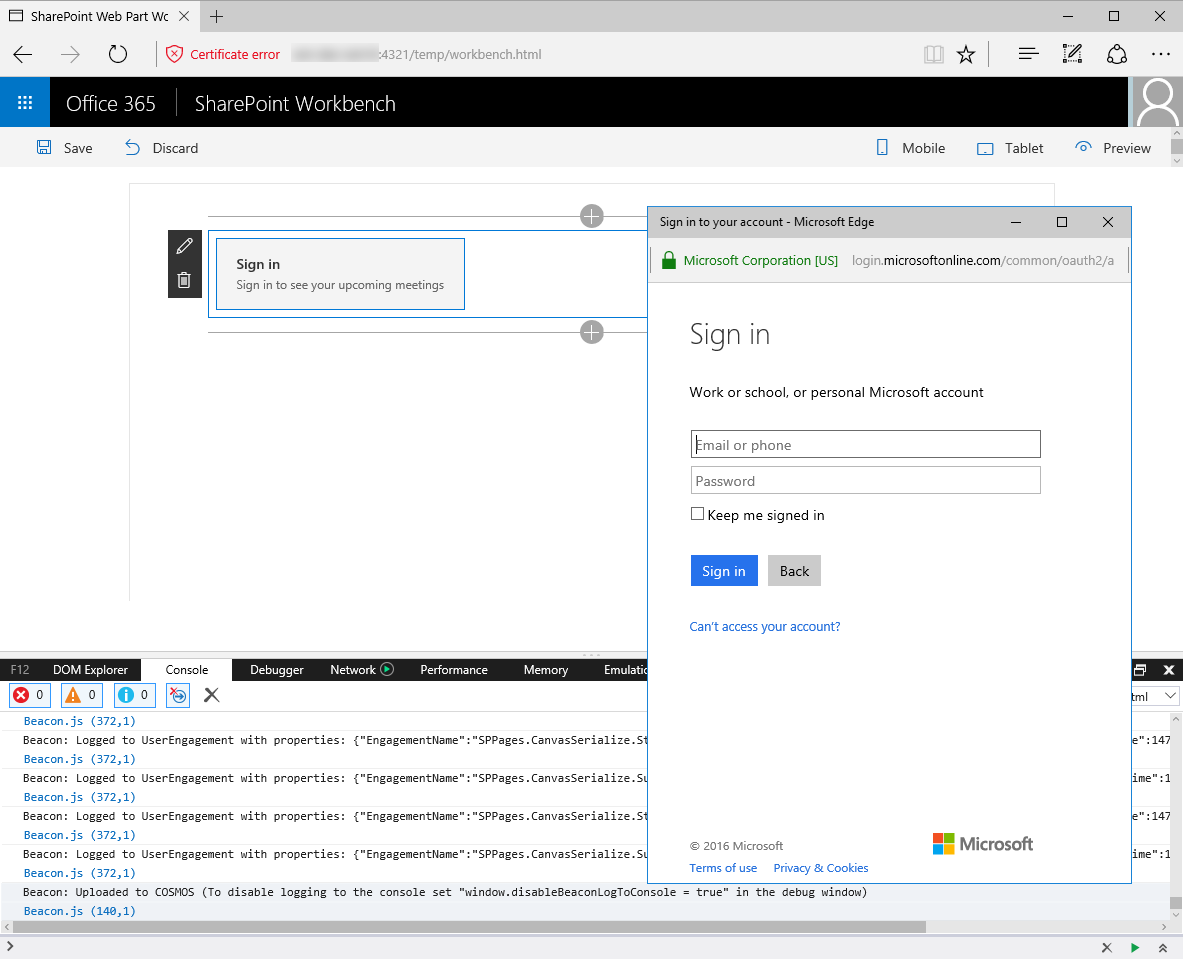 SharePoint Web Part Wo
Certificate error :4321/temp/workbench.html
Office 365 SharePoint Workbench
Save Discard Mobile Tablet Preview
Sign in
Sign in to see your upcoming meetings
Sign in to your account - Microsoft Edge
Microsoft Corporation [US] login.microsoftonline.com/common/oauth2/a
Sign in
Work or school, or personal Microsoft account
Email or phone
Password
Keep me signed in
Sign in Back
Can't access your account?
© 2016 Microsoft
Microsoft
Terms of use Privacy & Cookies
F12 DOM Explorer Console Debugger Network Performance Memory Emulatio
0 0 0 tml
Beacon.js (372,1)
Beacon: Logged to UserEngagement with properties: {"EngagementName":"SPPages.CanvasSerialize.St e":147
Beacon.js (372,1)
Beacon: Logged to UserEngagement with properties: {"EngagementName":"SPPages.CanvasSerialize.Su ime":1
Beacon.js (372,1)
Beacon: Logged to UserEngagement with properties: {"EngagementName":"SPPages.CanvasSerialize.St e":147
Beacon.js (372,1)
Beacon: Logged to UserEngagement with properties: {"EngagementName":"SPPages.CanvasSerialize.Su ime":1
Beacon.js (372,1)
Beacon: Uploaded to COSMOS (To disable logging to the console set "window.disableBeaconLogToConsole = true" in the debug window)
Beacon.js (140,1)